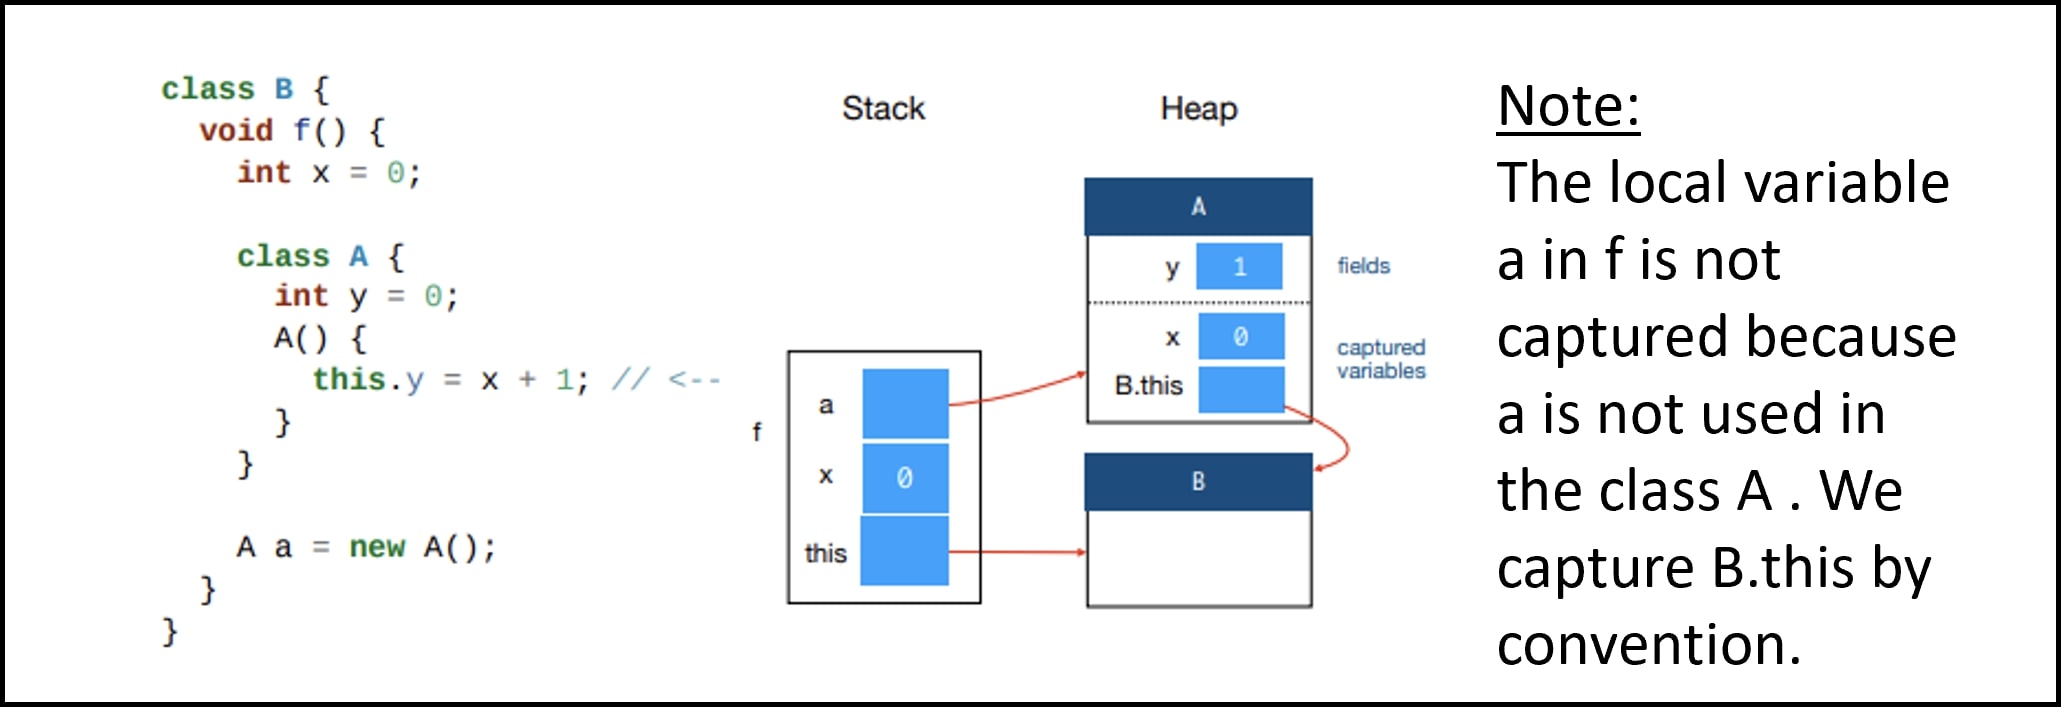 class B {
  void f() {
    int x = 0;

    class A {
      int y = 0;
      A() {
        this.y = x + 1; // <--
      }
    }

    A a = new A();
  }
}
Stack
Heap
f
a
x 0
this
A
y 1
fields
x 0
B.this
captured
variables
B
Note:
The local variable
a in f is not
captured because
a is not used in
the class A . We
capture B.this by
convention.